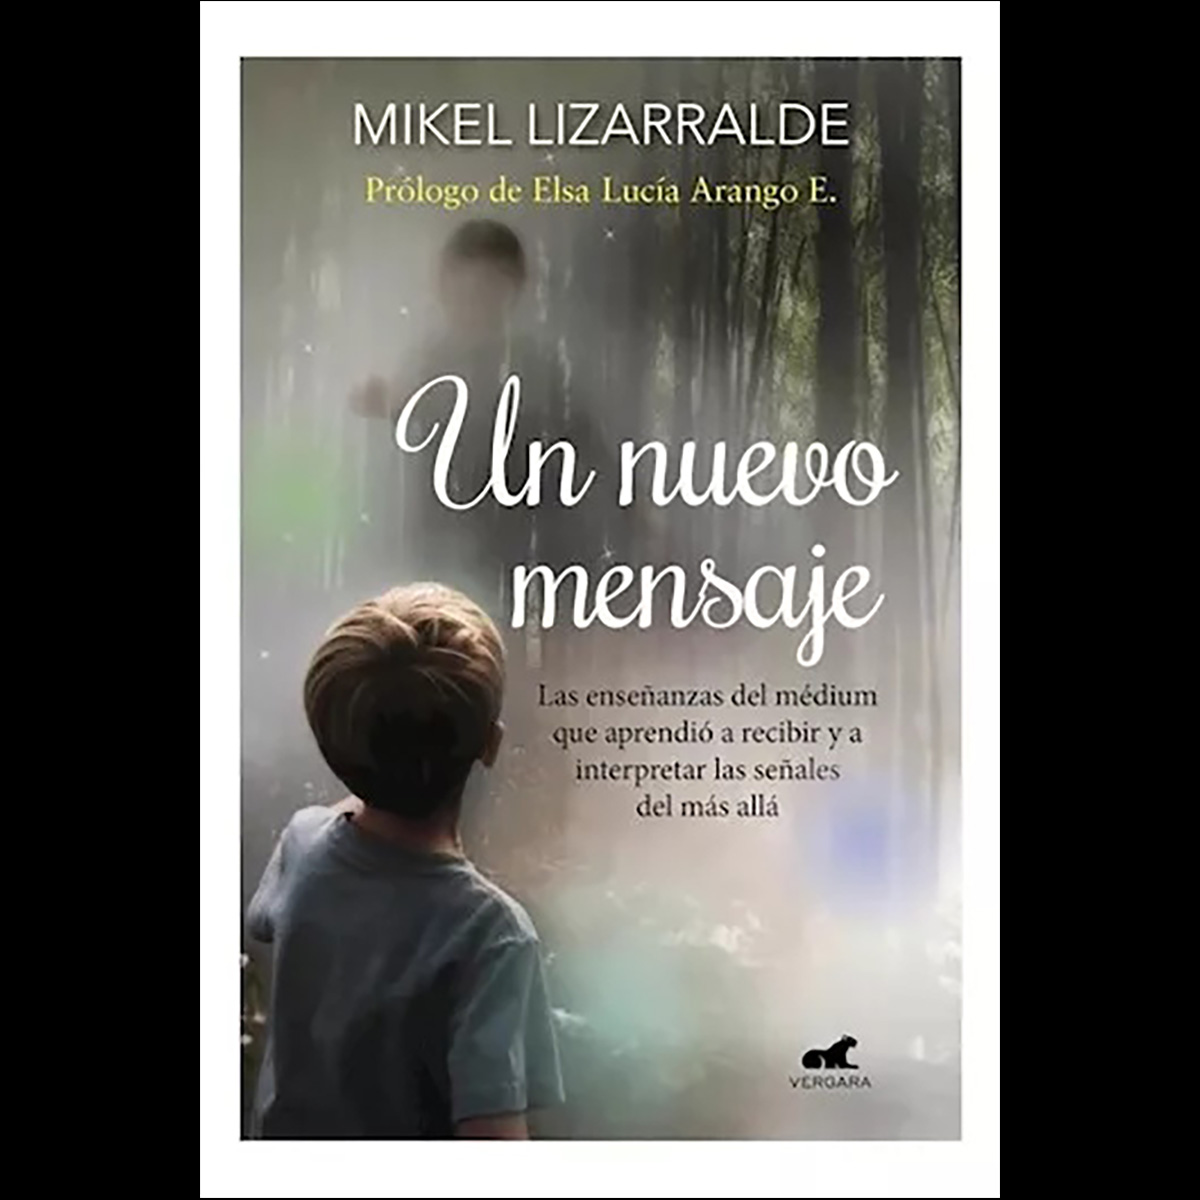 MIKEL LIZARRALDE
Prólogo de Elsa Lucía Arango E.
Un nuevo
mensaje
Las enseñanzas del médium
que aprendió a recibir y a
interpretar las señales
del más allá
VERGARA